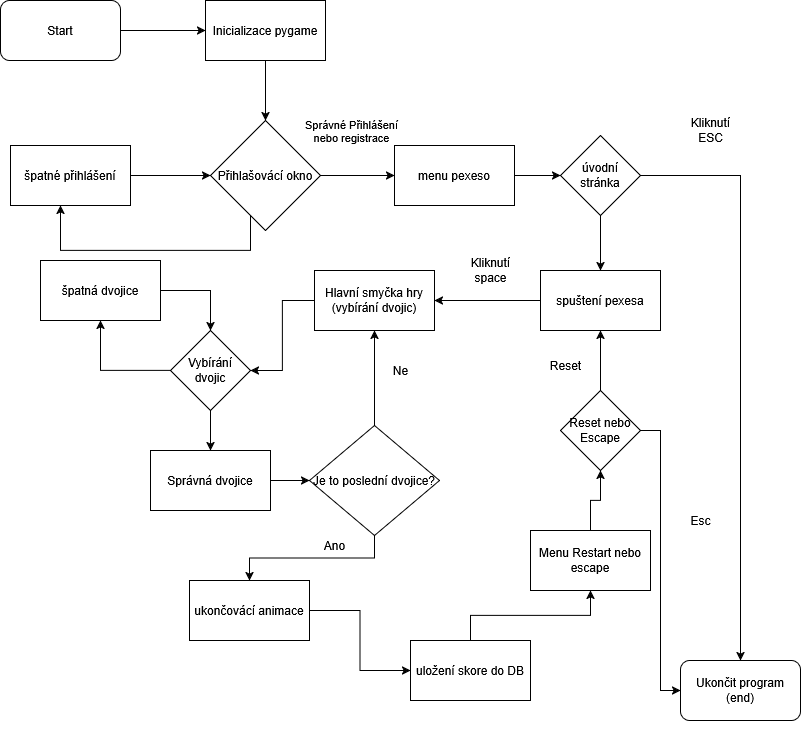 Start
Inicializace pygame
Správné Přihlášení
nebo registrace
Kliknutí
ESC
špatné přihlášení
Přihlašovácí okno
menu pexeso
úvodní
stránka
Kliknutí
space
špatná dvojice
Hlavní smyčka hry
(vybírání dvojic)
spuštení pexesa
Vybírání
dvojic
Ne
Reset
Reset nebo
Escape
Správná dvojice
Je to poslední dvojice?
Esc
Ano
Menu Restart nebo
escape
ukončovácí animace
uložení skore do DB
Ukončit program
(end)